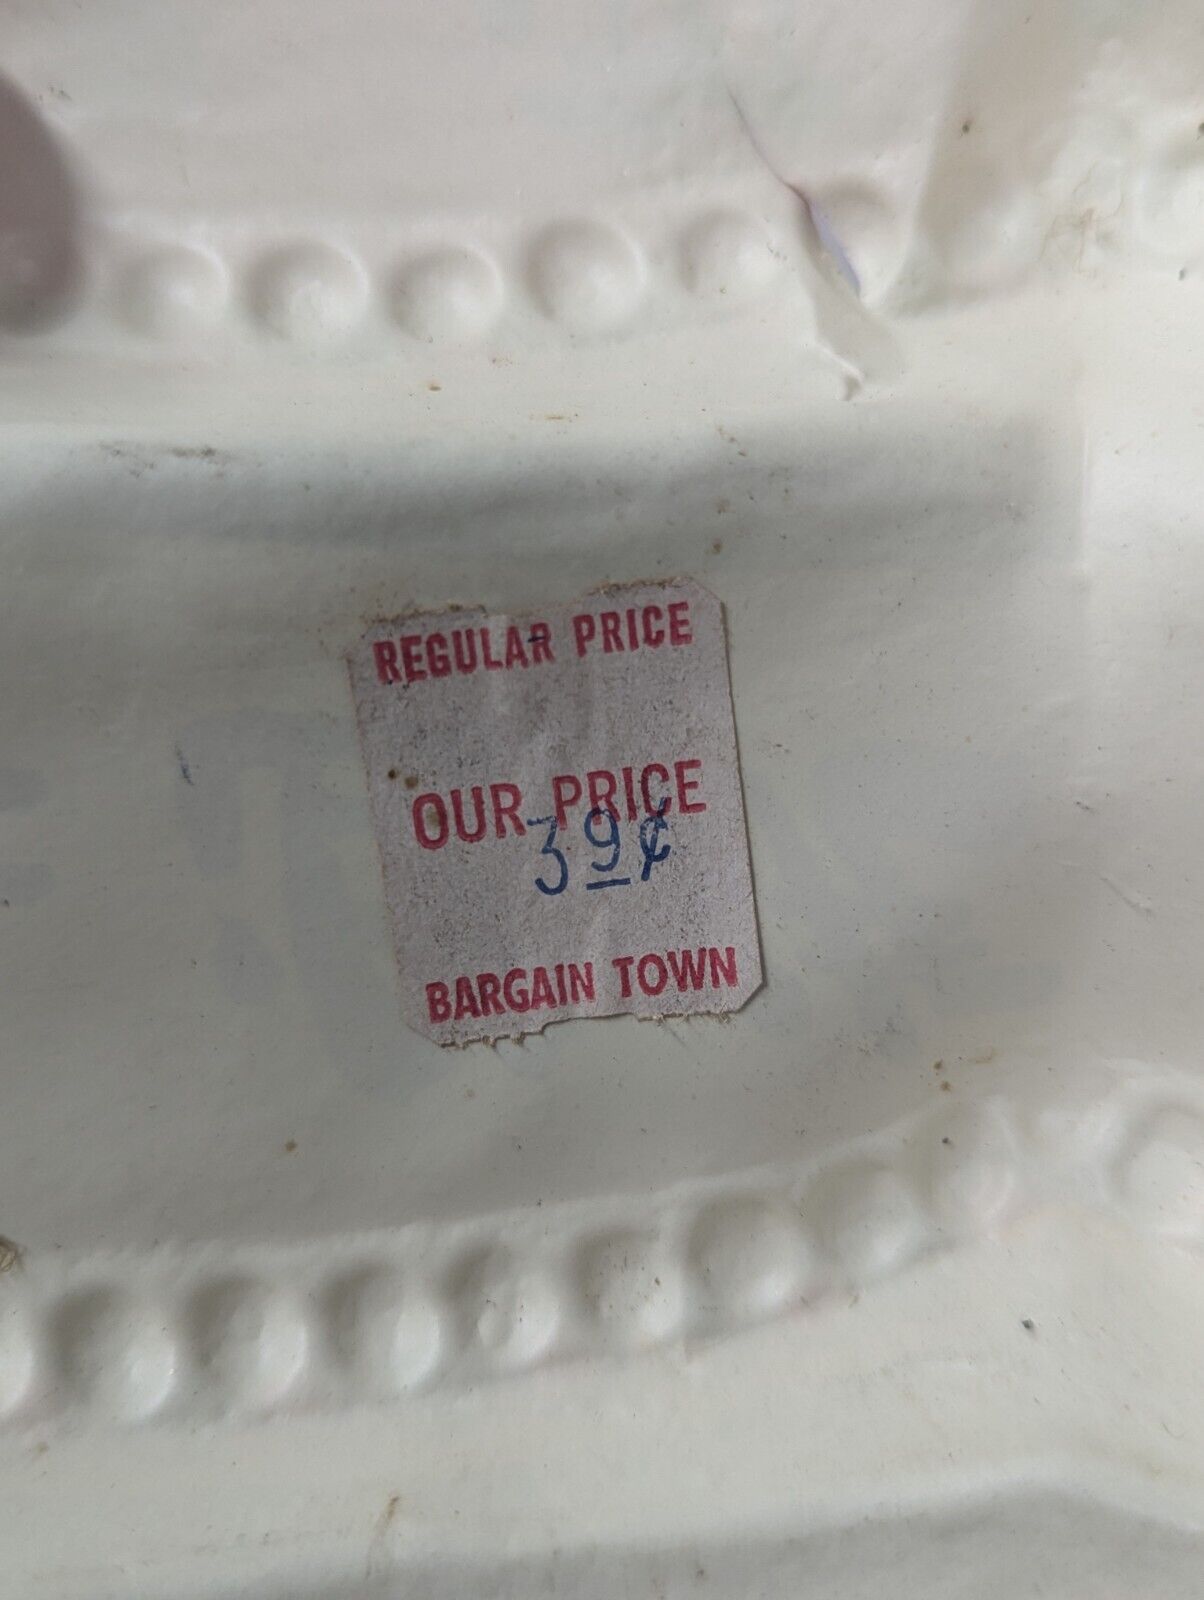 REGULAR PRICE
OUR PRICE
39¢
BARGAIN TOWN